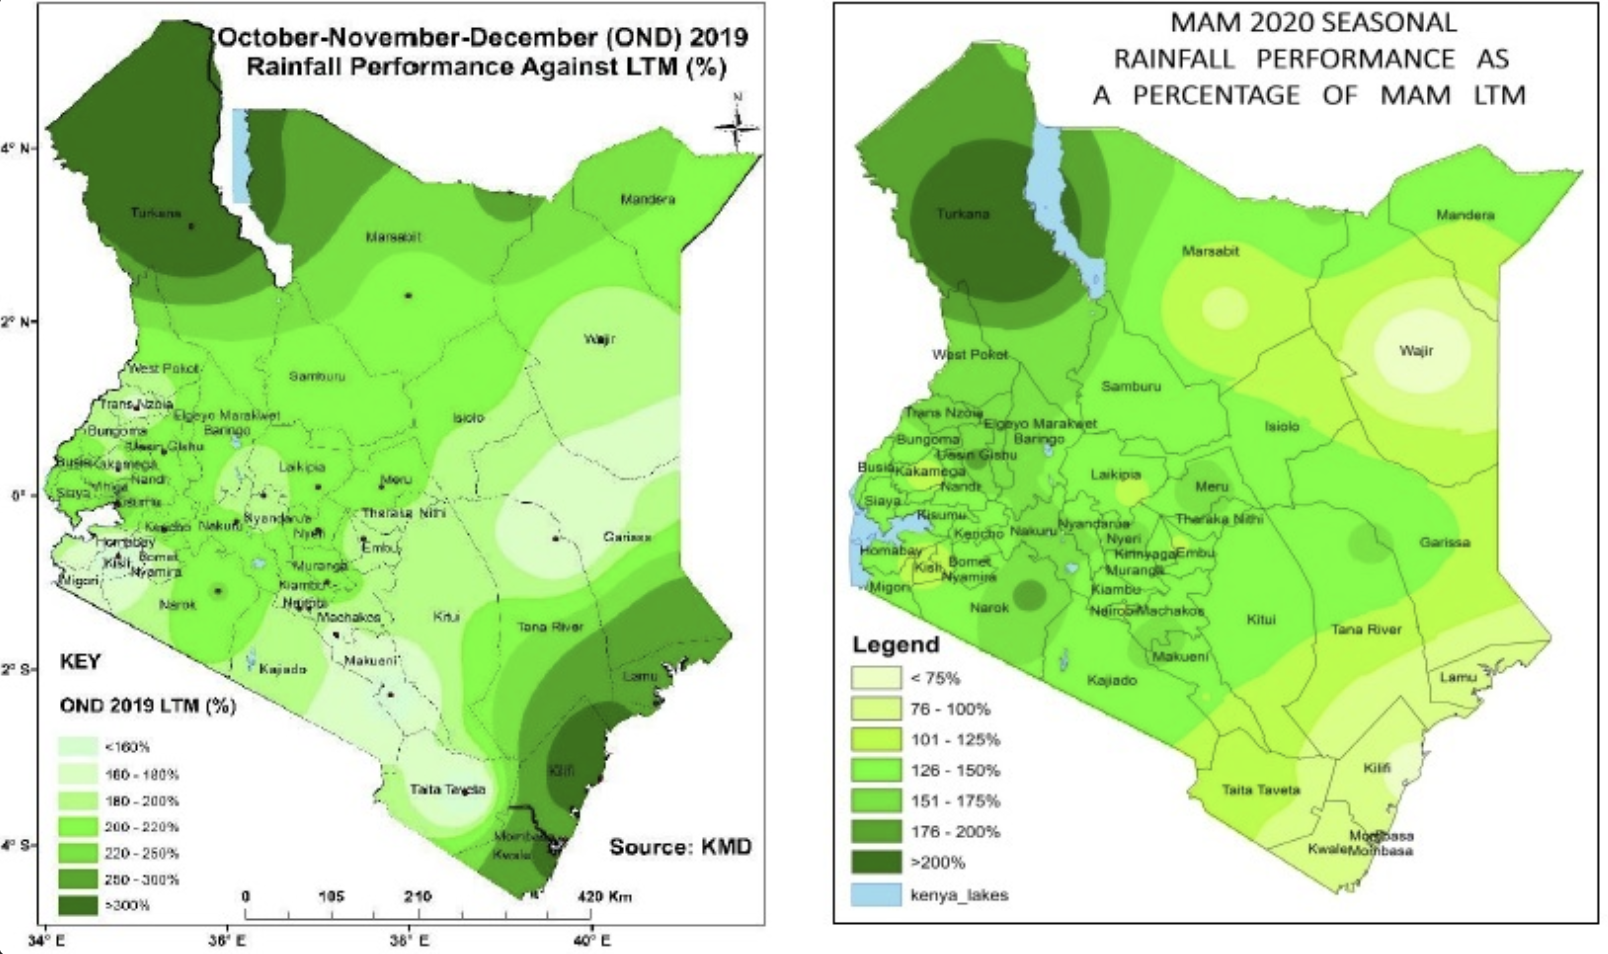 October-November-December (OND) 2019
Rainfall Performance Against LTM (%)
N
4° N
2° N
0°
2° S
4° S
Turkana
Marsabit
Mandera
Wajir
West Pokot
Samburu
Trans Nzoia
Elgeyo Marakwet
Baringo
Isiolo
Bungoma
Uasin Gishu
Busia
Kakamega
Laikipia
Nandi
Meru
Siaya
Kisumu
Kericho
Nakuru
Nyandarua
Tharaka Nithi
Nyeri
Garissa
Homabay
Embu
Kisii
Bomet
Nyamira
Muranga
Migori
Kiambu
Narok
Nairobi
Machakos
Kitui
Tana River
Makueni
Kajiado
Lamu
Kilifi
Taita Taveta
Mombasa
Kwale
KEY
OND 2019 LTM (%)
<160%
160 - 180%
180 - 200%
200 - 220%
220 - 250%
250 - 300%
>300%
Source: KMD
0 105 210 420 Km
34° E 36° E 38° E 40° E
MAM 2020 SEASONAL
RAINFALL PERFORMANCE AS
A PERCENTAGE OF MAM LTM
Turkana
Mandera
Marsabit
Wajir
West Pokot
Samburu
Trans Nzoia
Elgeyo Marakwet
Bungoma
Baringo
Isiolo
Uasin Gishu
Busia
Kakamega
Laikipia
Nandi
Meru
Siaya
Kisumu
Tharaka Nithi
Nyandarua
Kericho
Nakuru
Nyeri
Garissa
Homabay
Kirinyaga
Embu
Kisii
Bomet
Muranga
Nyamira
Migori
Kiambu
Narok
Nairobi
Machakos
Kitui
Tana River
Makueni
Kajiado
Lamu
Kilifi
Taita Taveta
Mombasa
Kwale
Mombasa
Legend
< 75%
76 - 100%
101 - 125%
126 - 150%
151 - 175%
176 - 200%
>200%
kenya_lakes